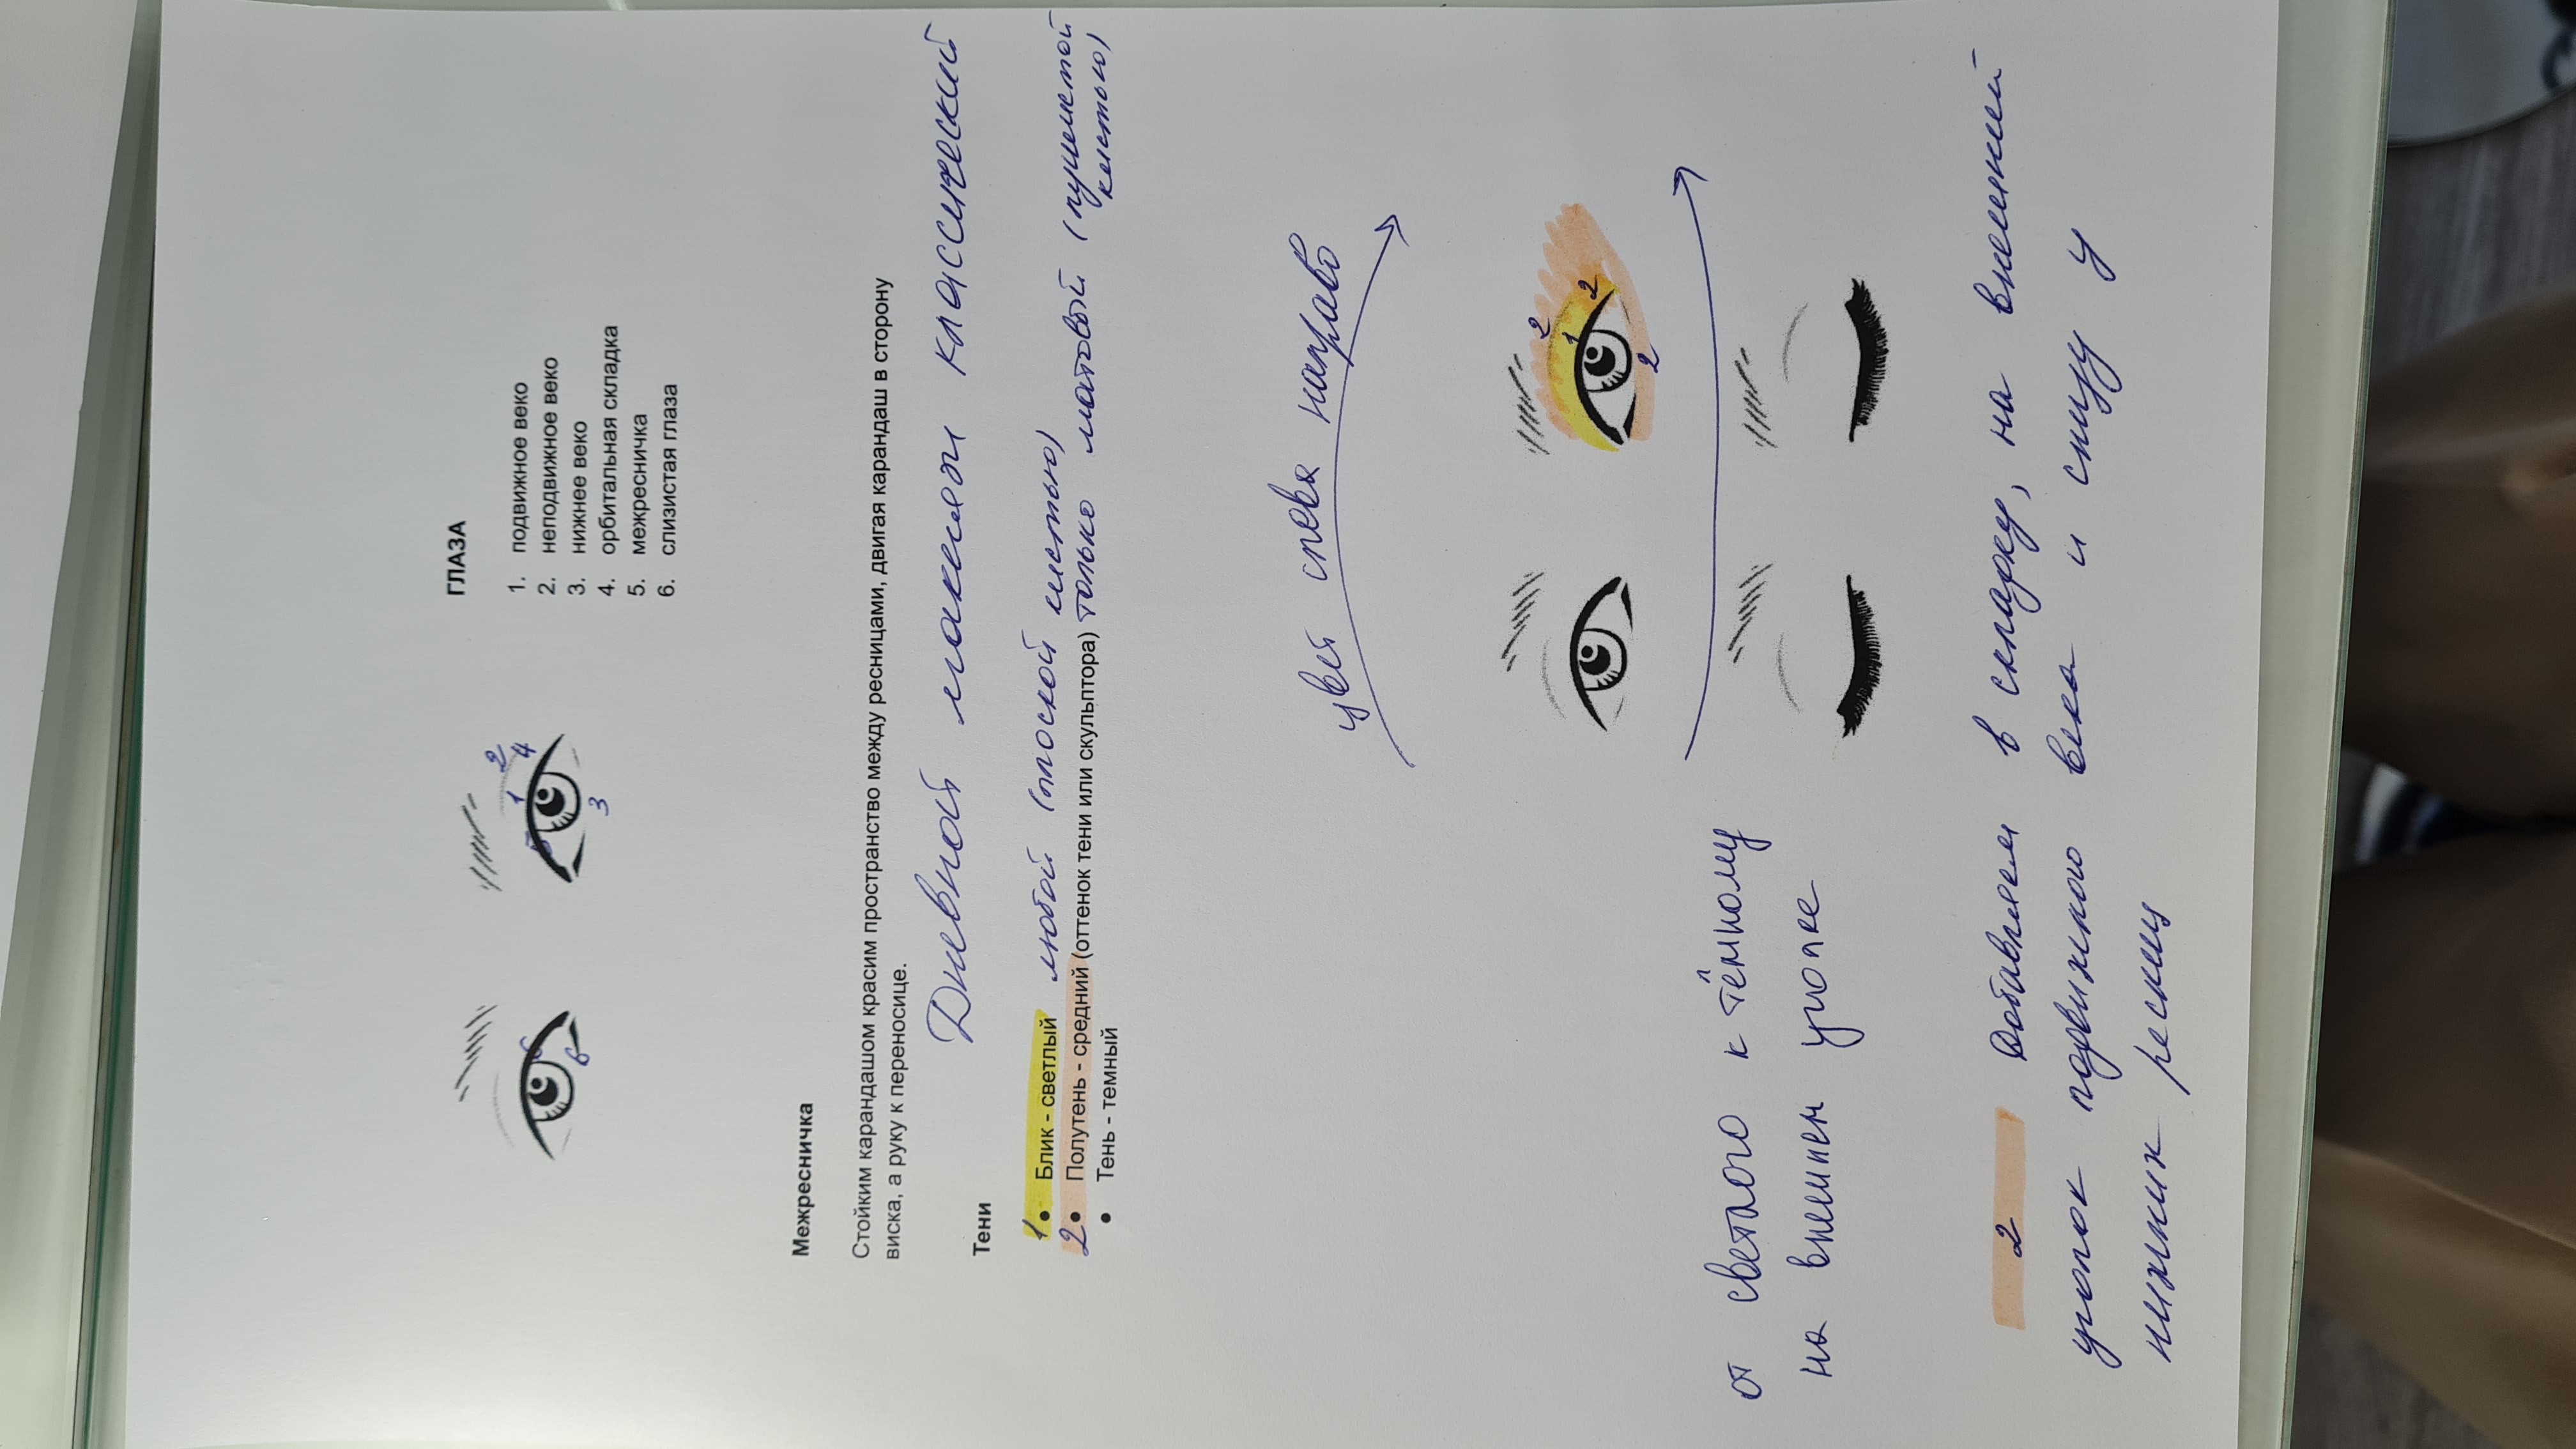 6
6
5
1
2
4
3
ГЛАЗА
1. подвижное веко
2. неподвижное веко
3. нижнее веко
4. орбитальная складка
5. межресничка
6. слизистая глаза
Межресничка
Стойким карандашом красим пространство между ресницами, двигая карандаш в сторону
виска, а руку к переносице.
Дневной макияж классический
Тени
1 • Блик - светлый любой (плоской кистью)
2 • Полутень - средний (оттенок тени или скульптора) только матовый (пушистой
кистью)
• Тень - темный
цвет слева направо
2
1
2
2
от светлого к тёмному
на внешнем уголке
2 Добавляем в складку, на внешний
уголок подвижного века и снизу у
нижних ресниц